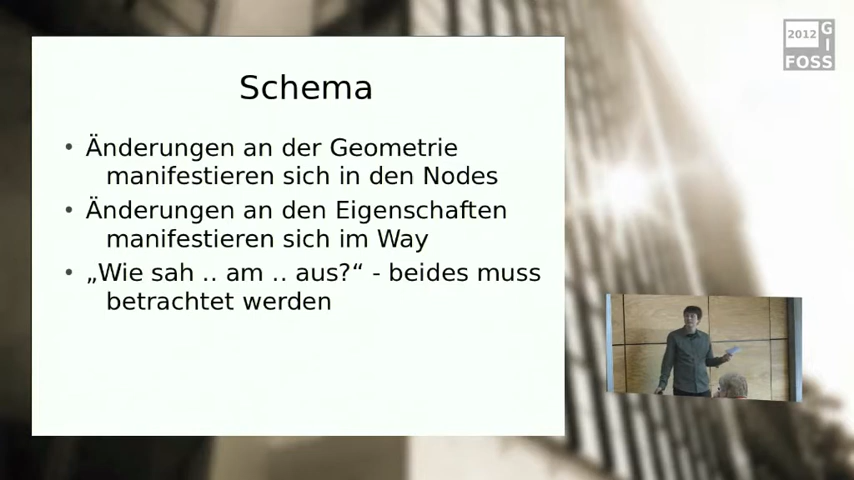 2012
G
I
FOSS
Schema
• Änderungen an der Geometrie
manifestieren sich in den Nodes
• Änderungen an den Eigenschaften
manifestieren sich im Way
• „Wie sah .. am .. aus?“ - beides muss
betrachtet werden